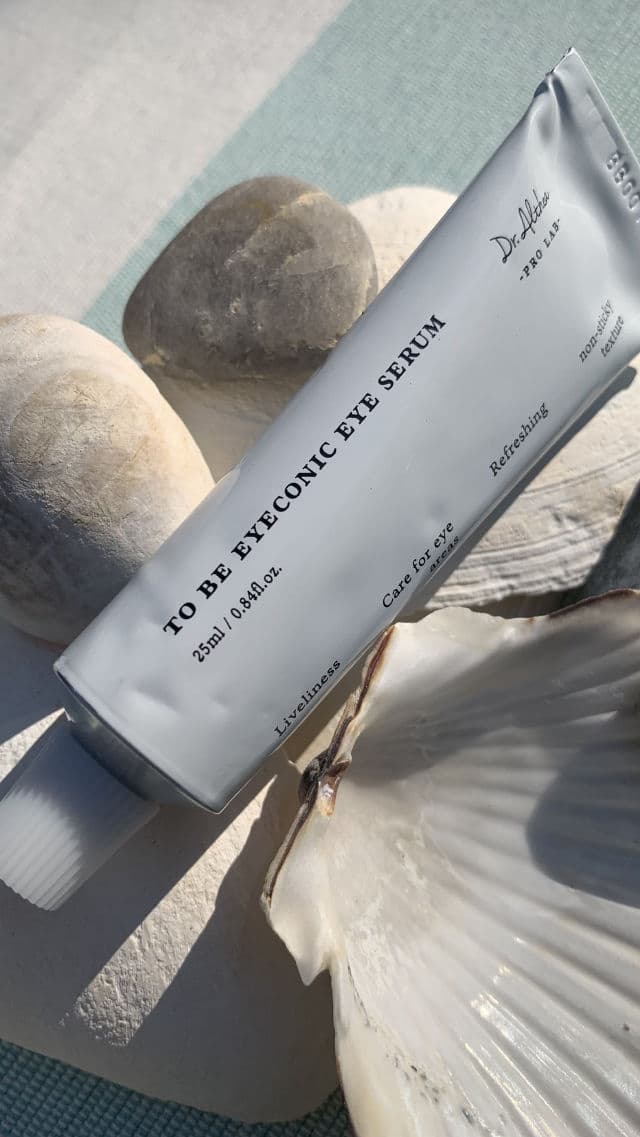 Dr.Althea
-PRO LAB-
TO BE EYECONIC EYE SERUM
25ml / 0.84fl.oz.
non-sticky
texture
Refreshing
Care for eye
areas
Liveliness